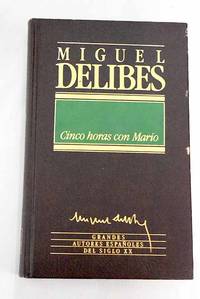 MIGUEL
DELIBES
Cinco horas con Mario
GRANDES
AUTORES ESPAÑOLES
DEL SIGLO XX